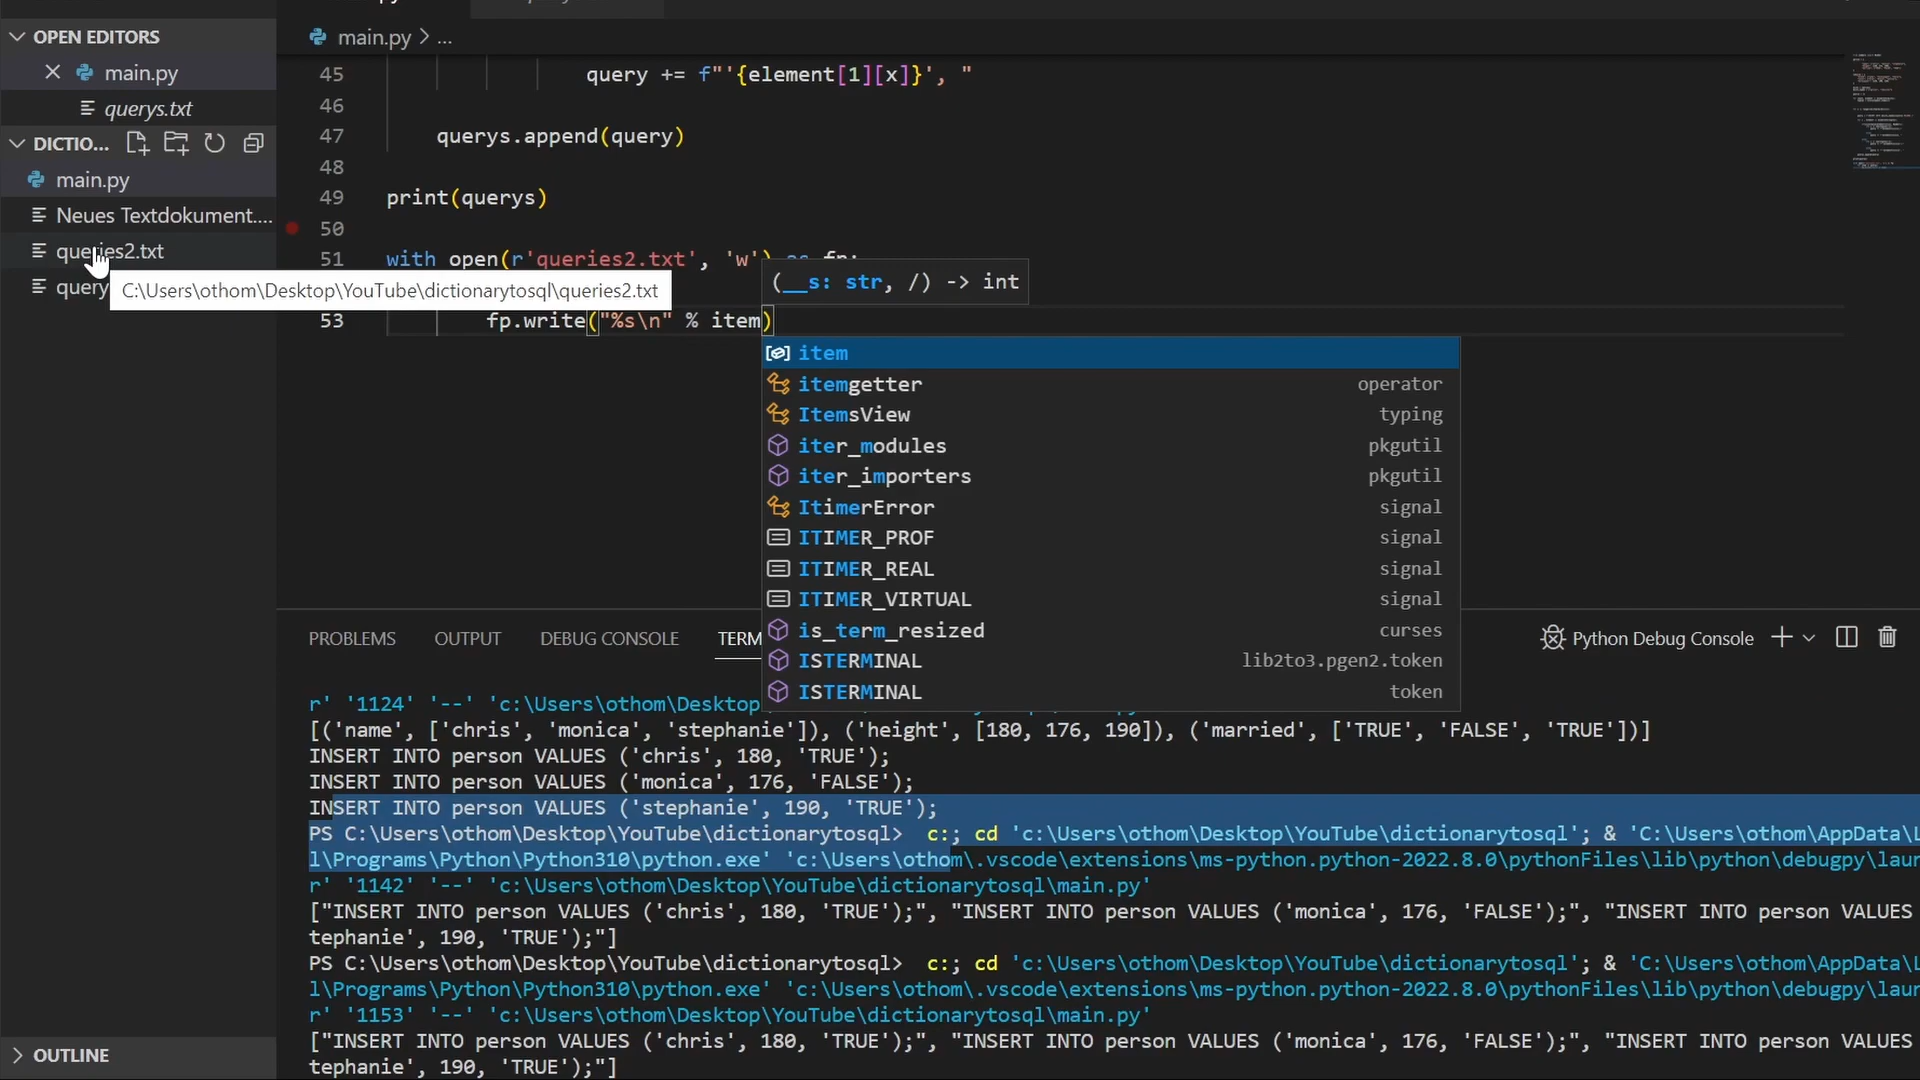 OPEN EDITORS
main.py
querys.txt
DICTIO...
main.py
Neues Textdokument....
queries2.txt
query
C:\Users\othom\Desktop\YouTube\dictionarytosql\queries2.txt
OUTLINE
main.py > ...
45 query += f"'{element[1][x]}', "
46
47 querys.append(query)
48
49 print(querys)
50
51 with open(r'queries2.txt', 'w') as fp:
(__s: str, /) -> int
53 fp.write("%s\n" % item)
item
itemgetter operator
ItemsView typing
iter_modules pkgutil
iter_importers pkgutil
ItimerError signal
ITIMER_PROF signal
ITIMER_REAL signal
ITIMER_VIRTUAL signal
is_term_resized curses
ISTERMINAL lib2to3.pgen2.token
ISTERMINAL token
PROBLEMS OUTPUT DEBUG CONSOLE TERM
Python Debug Console
r' '1124' '--' 'c:\Users\othom\Desktop
[('name', ['chris', 'monica', 'stephanie']), ('height', [180, 176, 190]), ('married', ['TRUE', 'FALSE', 'TRUE'])]
INSERT INTO person VALUES ('chris', 180, 'TRUE');
INSERT INTO person VALUES ('monica', 176, 'FALSE');
INSERT INTO person VALUES ('stephanie', 190, 'TRUE');
PS C:\Users\othom\Desktop\YouTube\dictionarytosql> c:; cd 'c:\Users\othom\Desktop\YouTube\dictionarytosql'; & 'C:\Users\othom\AppData\L
l\Programs\Python\Python310\python.exe' 'c:\Users\othom\.vscode\extensions\ms-python.python-2022.8.0\pythonFiles\lib\python\debugpy\laun
r' '1142' '--' 'c:\Users\othom\Desktop\YouTube\dictionarytosql\main.py'
["INSERT INTO person VALUES ('chris', 180, 'TRUE');", "INSERT INTO person VALUES ('monica', 176, 'FALSE');", "INSERT INTO person VALUES
tephanie', 190, 'TRUE');"]
PS C:\Users\othom\Desktop\YouTube\dictionarytosql> c:; cd 'c:\Users\othom\Desktop\YouTube\dictionarytosql'; & 'C:\Users\othom\AppData\L
l\Programs\Python\Python310\python.exe' 'c:\Users\othom\.vscode\extensions\ms-python.python-2022.8.0\pythonFiles\lib\python\debugpy\laun
r' '1153' '--' 'c:\Users\othom\Desktop\YouTube\dictionarytosql\main.py'
["INSERT INTO person VALUES ('chris', 180, 'TRUE');", "INSERT INTO person VALUES ('monica', 176, 'FALSE');", "INSERT INTO person VALUES
tephanie', 190, 'TRUE');"]